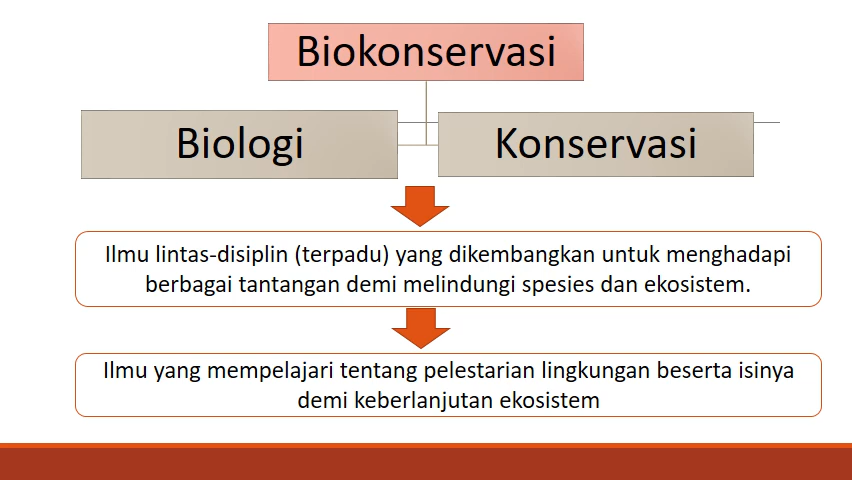 Biokonservasi
Biologi
Konservasi
Ilmu lintas-disiplin (terpadu) yang dikembangkan untuk menghadapi
berbagai tantangan demi melindungi spesies dan ekosistem.
Ilmu yang mempelajari tentang pelestarian lingkungan beserta isinya
demi keberlanjutan ekosistem